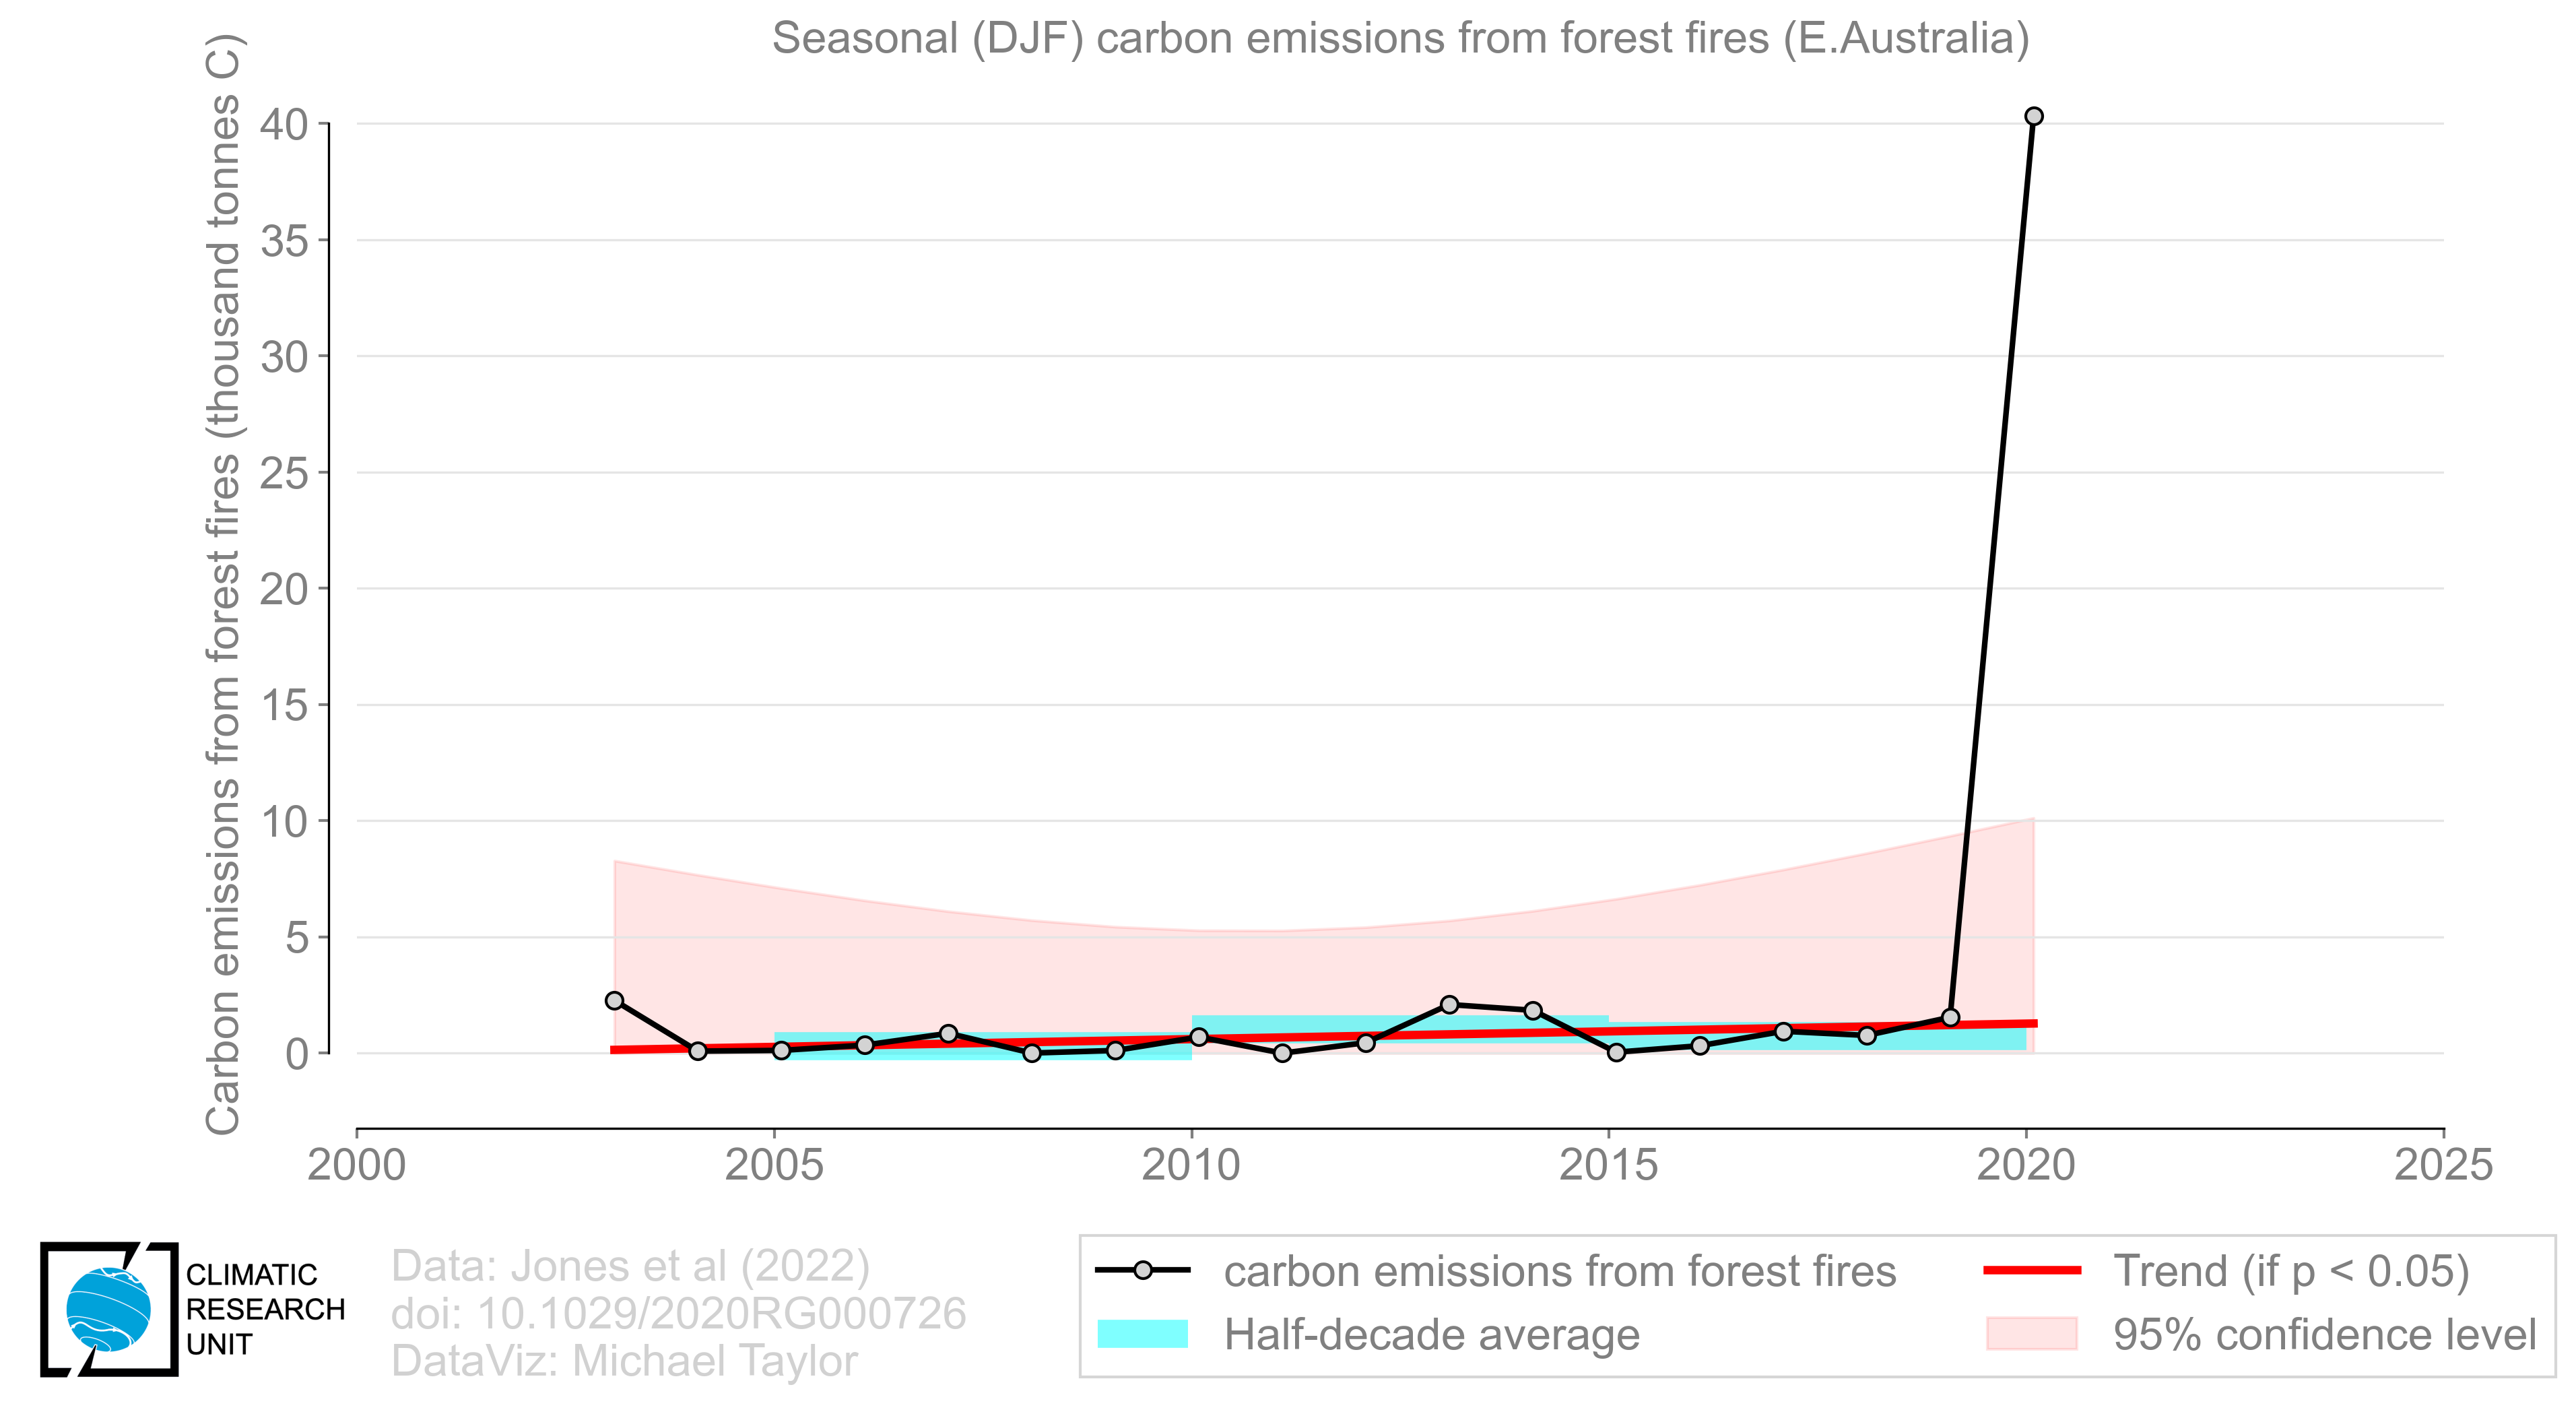 Seasonal (DJF) carbon emissions from forest fires (E.Australia)
Carbon emissions from forest fires (thousand tonnes C)
40
35
30
25
20
15
10
5
0
2000
2005
2010
2015
2020
2025
CLIMATIC
RESEARCH
UNIT
Data: Jones et al (2022)
doi: 10.1029/2020RG000726
DataViz: Michael Taylor
carbon emissions from forest fires
Half-decade average
Trend (if p < 0.05)
95% confidence level